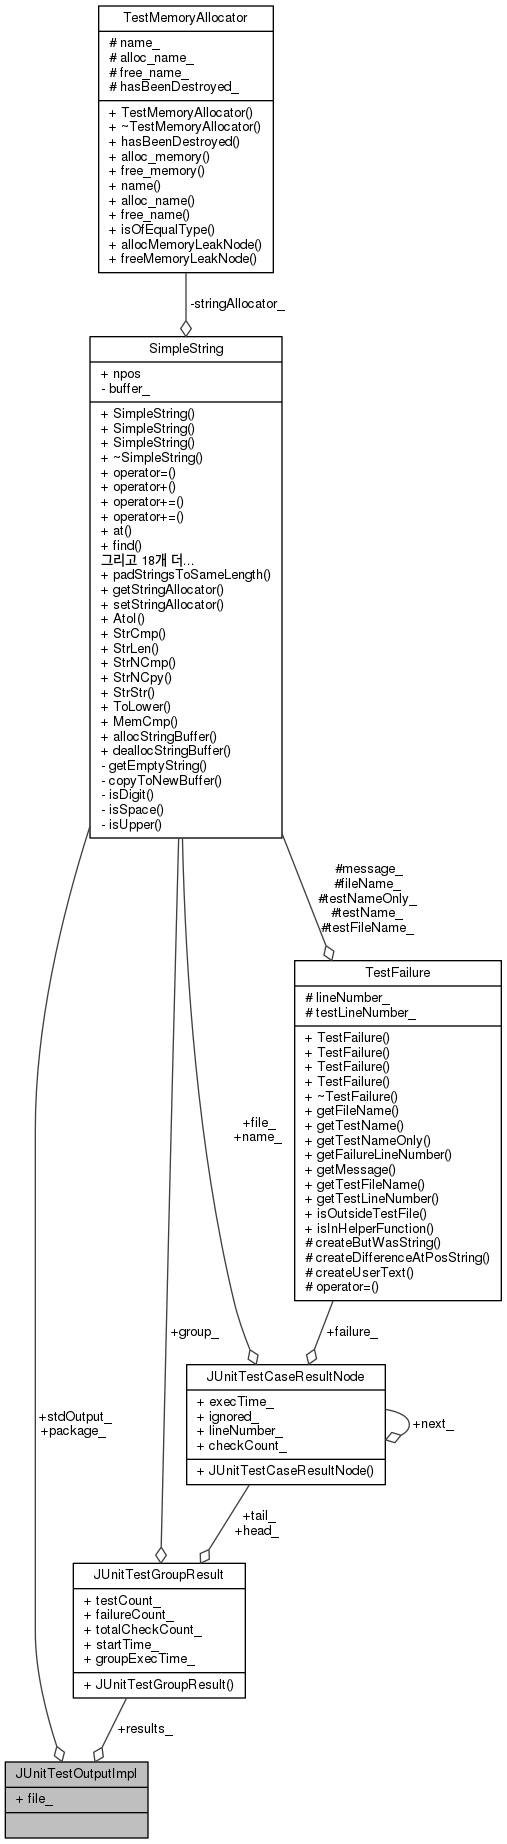 TestMemoryAllocator
# name_
# alloc_name_
# free_name_
# hasBeenDestroyed_
+ TestMemoryAllocator()
+ ~TestMemoryAllocator()
+ hasBeenDestroyed()
+ alloc_memory()
+ free_memory()
+ name()
+ alloc_name()
+ free_name()
+ isOfEqualType()
+ allocMemoryLeakNode()
+ freeMemoryLeakNode()
-stringAllocator_
SimpleString
+ npos
- buffer_
+ SimpleString()
+ SimpleString()
+ SimpleString()
+ ~SimpleString()
+ operator=()
+ operator+()
+ operator+=()
+ operator+=()
+ at()
+ find()
그리고 18개 더...
+ padStringsToSameLength()
+ getStringAllocator()
+ setStringAllocator()
+ AtoI()
+ StrCmp()
+ StrLen()
+ StrNCmp()
+ StrNCpy()
+ StrStr()
+ ToLower()
+ MemCmp()
+ allocStringBuffer()
+ deallocStringBuffer()
- getEmptyString()
- copyToNewBuffer()
- isDigit()
- isSpace()
- isUpper()
#message_
#fileName_
#testNameOnly_
#testName_
#testFileName_
TestFailure
# lineNumber_
# testLineNumber_
+ TestFailure()
+ TestFailure()
+ TestFailure()
+ TestFailure()
+ ~TestFailure()
+ getFileName()
+ getTestName()
+ getTestNameOnly()
+ getFailureLineNumber()
+ getMessage()
+ getTestFileName()
+ getTestLineNumber()
+ isOutsideTestFile()
+ isInHelperFunction()
# createButWasString()
# createDifferenceAtPosString()
# createUserText()
# operator=()
+file_
+name_
+group_
+failure_
JUnitTestCaseResultNode
+ execTime_
+ ignored_
+ lineNumber_
+ checkCount_
+ JUnitTestCaseResultNode()
+next_
+stdOutput_
+package_
+tail_
+head_
JUnitTestGroupResult
+ testCount_
+ failureCount_
+ totalCheckCount_
+ startTime_
+ groupExecTime_
+ JUnitTestGroupResult()
+results_
JUnitTestOutputImpl
+ file_